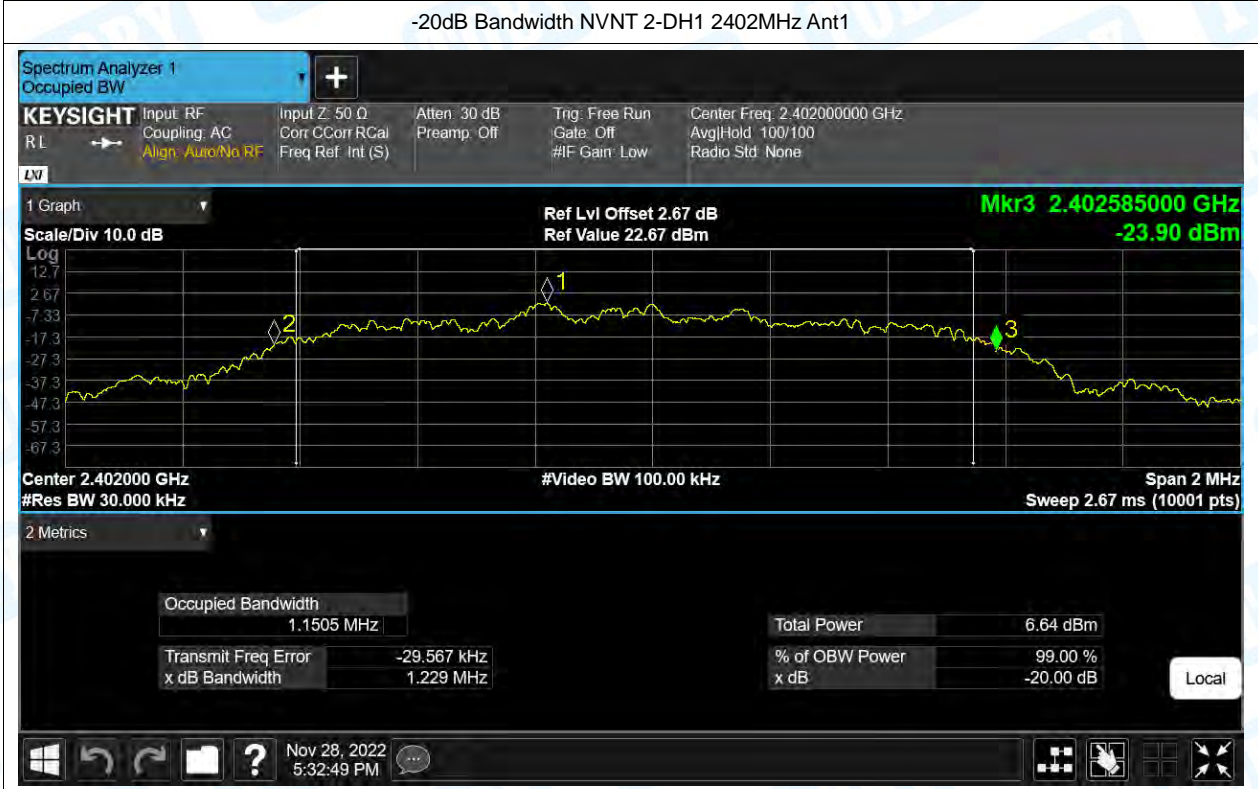 -20dB Bandwidth NVNT 2-DH1 2402MHz Ant1
Spectrum Analyzer 1
Occupied BW
KEYSIGHT Input: RF Input Z: 50 Ω Atten: 30 dB Trig: Free Run Center Freq: 2.402000000 GHz
R L Coupling: AC Corr CCorr RCal Preamp: Off Gate: Off Avg|Hold: 100/100
Align: Auto/No RF Freq Ref: Int (S) #IF Gain: Low Radio Std: None
LXI
1 Graph Ref Lvl Offset 2.67 dB Mkr3 2.402585000 GHz
Scale/Div 10.0 dB Ref Value 22.67 dBm -23.90 dBm
Log
12.7
2.67
-7.33
-17.3
-27.3
-37.3
-47.3
-57.3
-67.3
1
2
3
Center 2.402000 GHz #Video BW 100.00 kHz Span 2 MHz
#Res BW 30.000 kHz Sweep 2.67 ms (10001 pts)
2 Metrics
Occupied Bandwidth
1.1505 MHz Total Power 6.64 dBm
Transmit Freq Error -29.567 kHz % of OBW Power 99.00 %
x dB Bandwidth 1.229 MHz x dB -20.00 dB
Local
Nov 28, 2022
5:32:49 PM